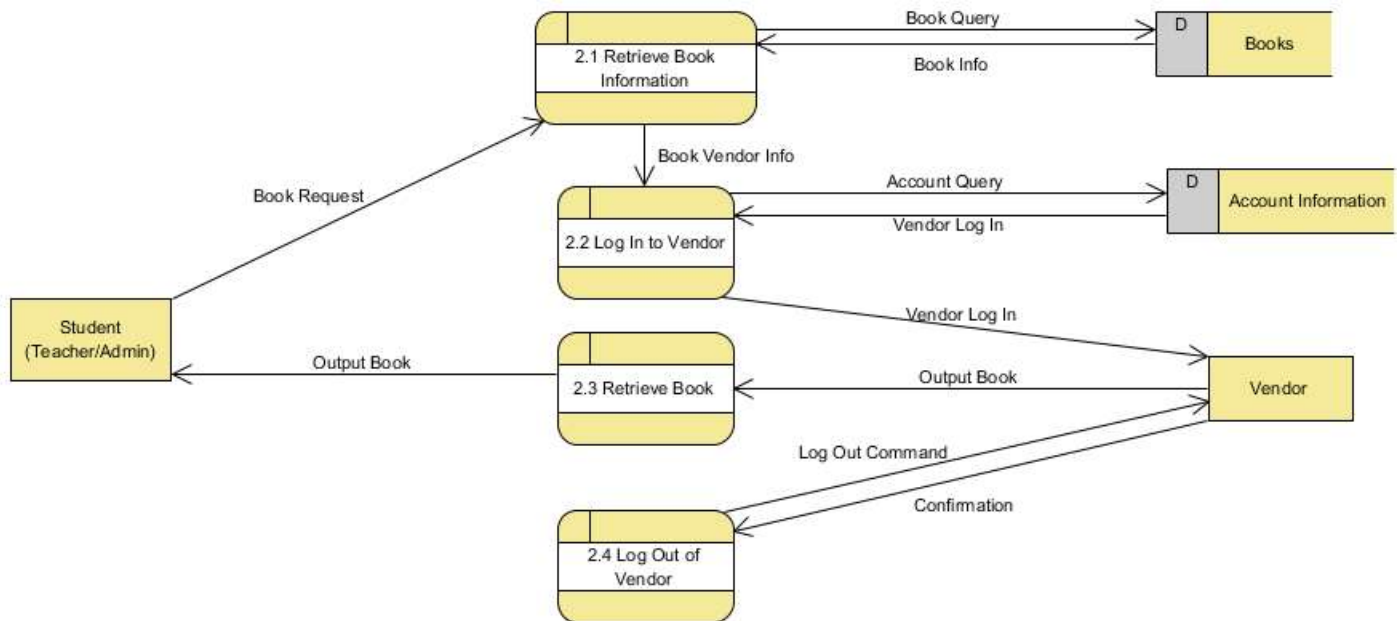 Book Query
D
Books
2.1 Retrieve Book
Information
Book Info
Book Vendor Info
Book Request
Account Query
D
Account Information
2.2 Log In to Vendor
Vendor Log In
Vendor Log In
Student
(Teacher/Admin)
Output Book
2.3 Retrieve Book
Output Book
Vendor
Log Out Command
Confirmation
2.4 Log Out of
Vendor